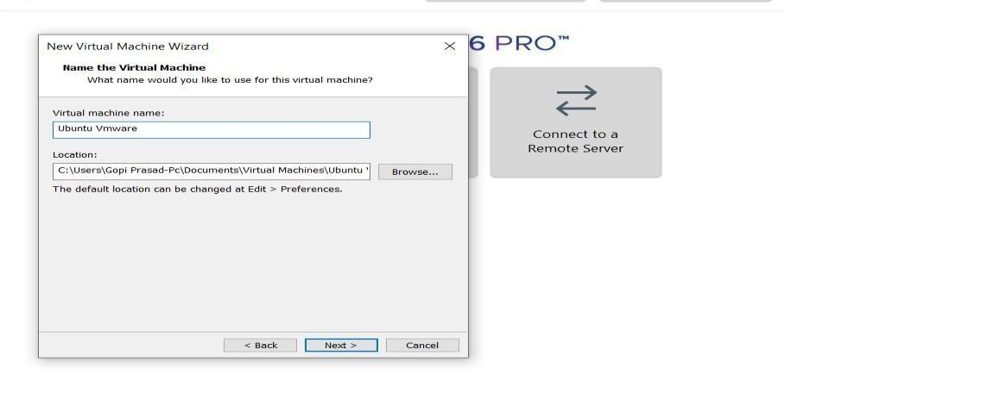 New Virtual Machine Wizard
6 PRO™
Name the Virtual Machine
What name would you like to use for this virtual machine?
Virtual machine name:
Ubuntu Vmware
Location:
C:\Users\Gopi Prasad-Pc\Documents\Virtual Machines\Ubuntu
Browse...
The default location can be changed at Edit > Preferences.
Connect to a
Remote Server
< Back
Next >
Cancel